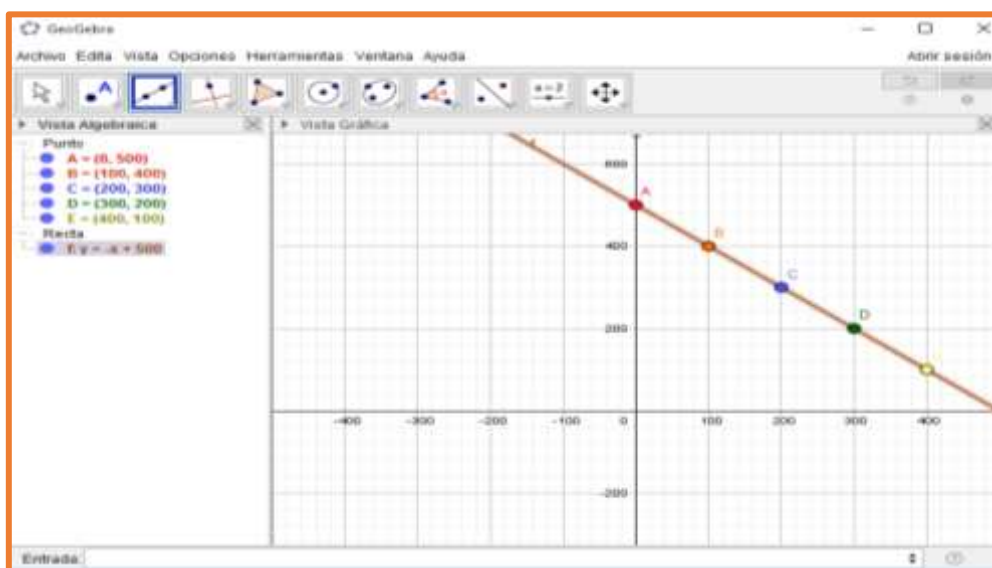 GeoGebra
Archivo Edita Vista Opciones Herramientas Ventana Ayuda
Abrir sesión
Vista Algebraica
Vista Gráfica
Punto
A = (0, 500)
B = (100, 400)
C = (200, 300)
D = (300, 200)
E = (400, 100)
Recta
f: y = -x + 500
A
a=2
600
400
200
-200
-400 -300 -200 -100 0 100 200 300 400
f
A
B
C
D
Entrada: